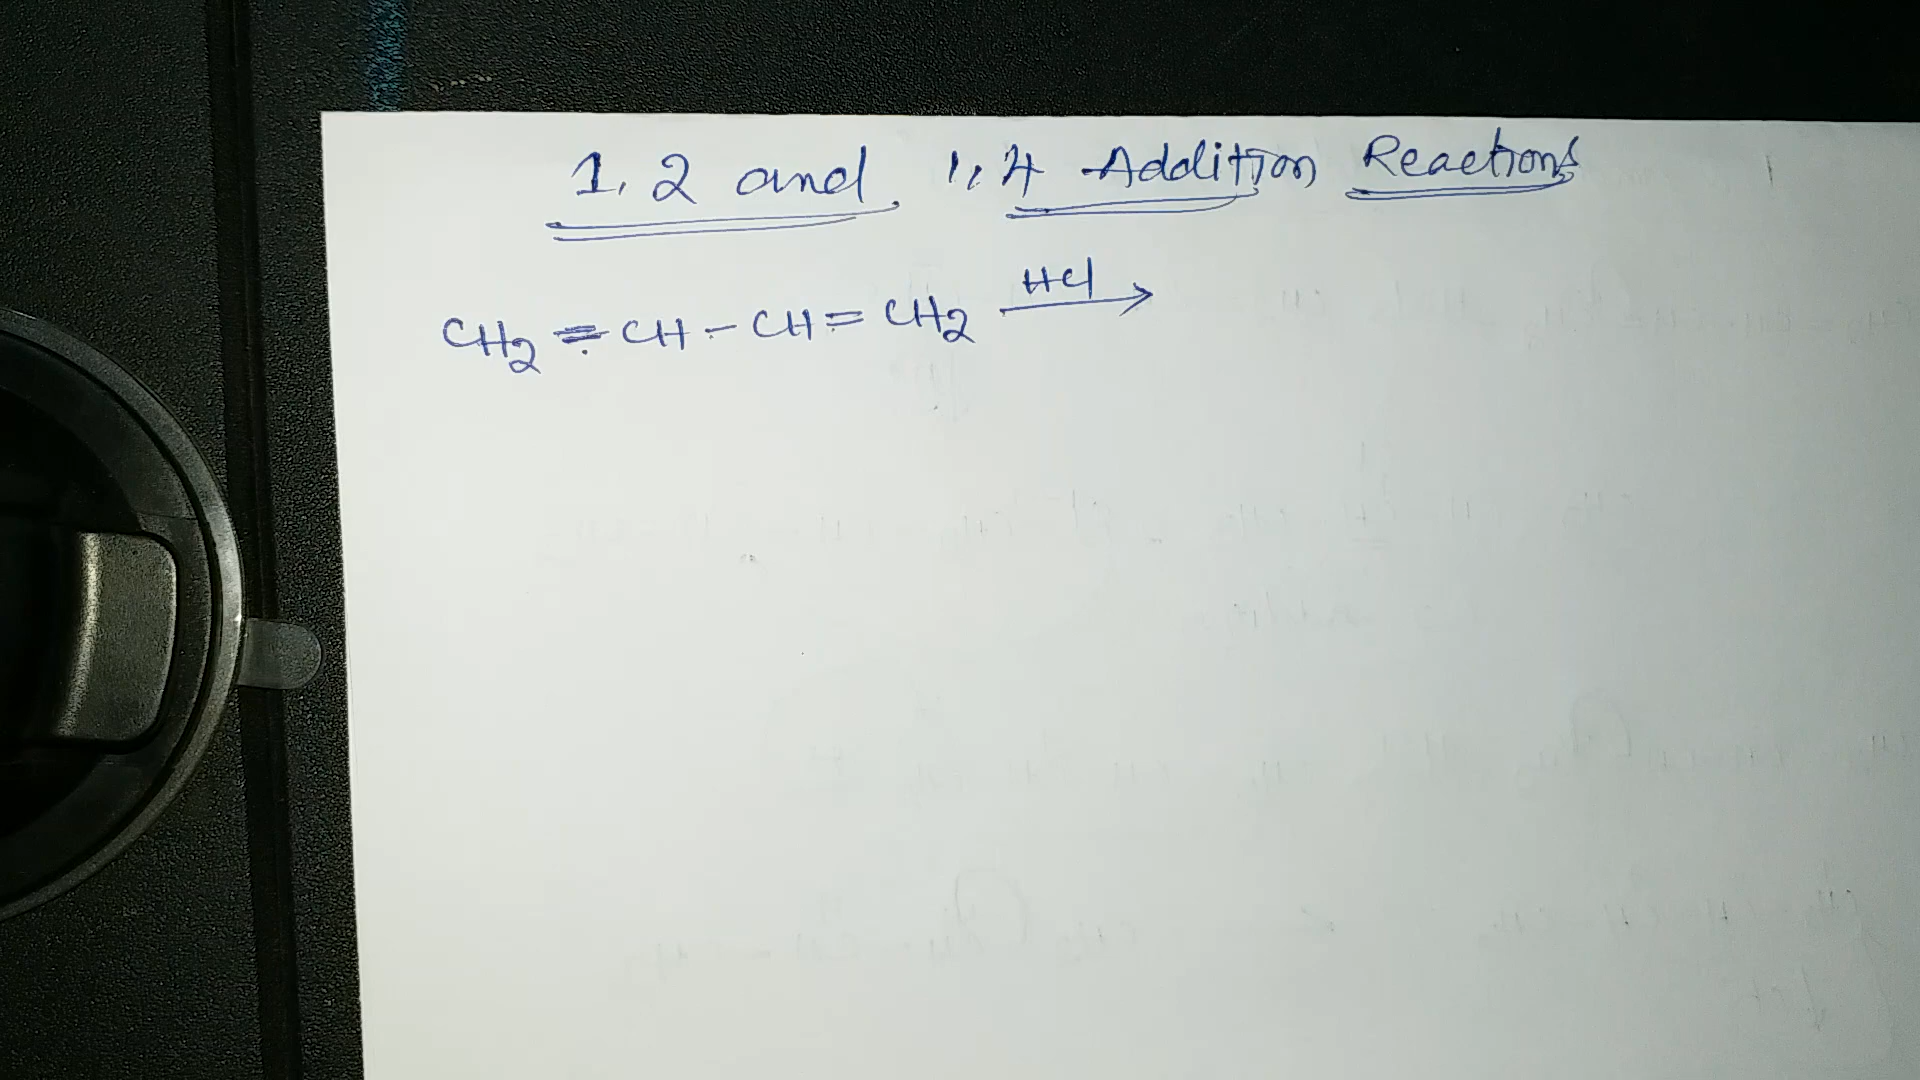 1, 2 and 1,4 Addition Reactions
CH2 = CH - CH = CH2 HCl →